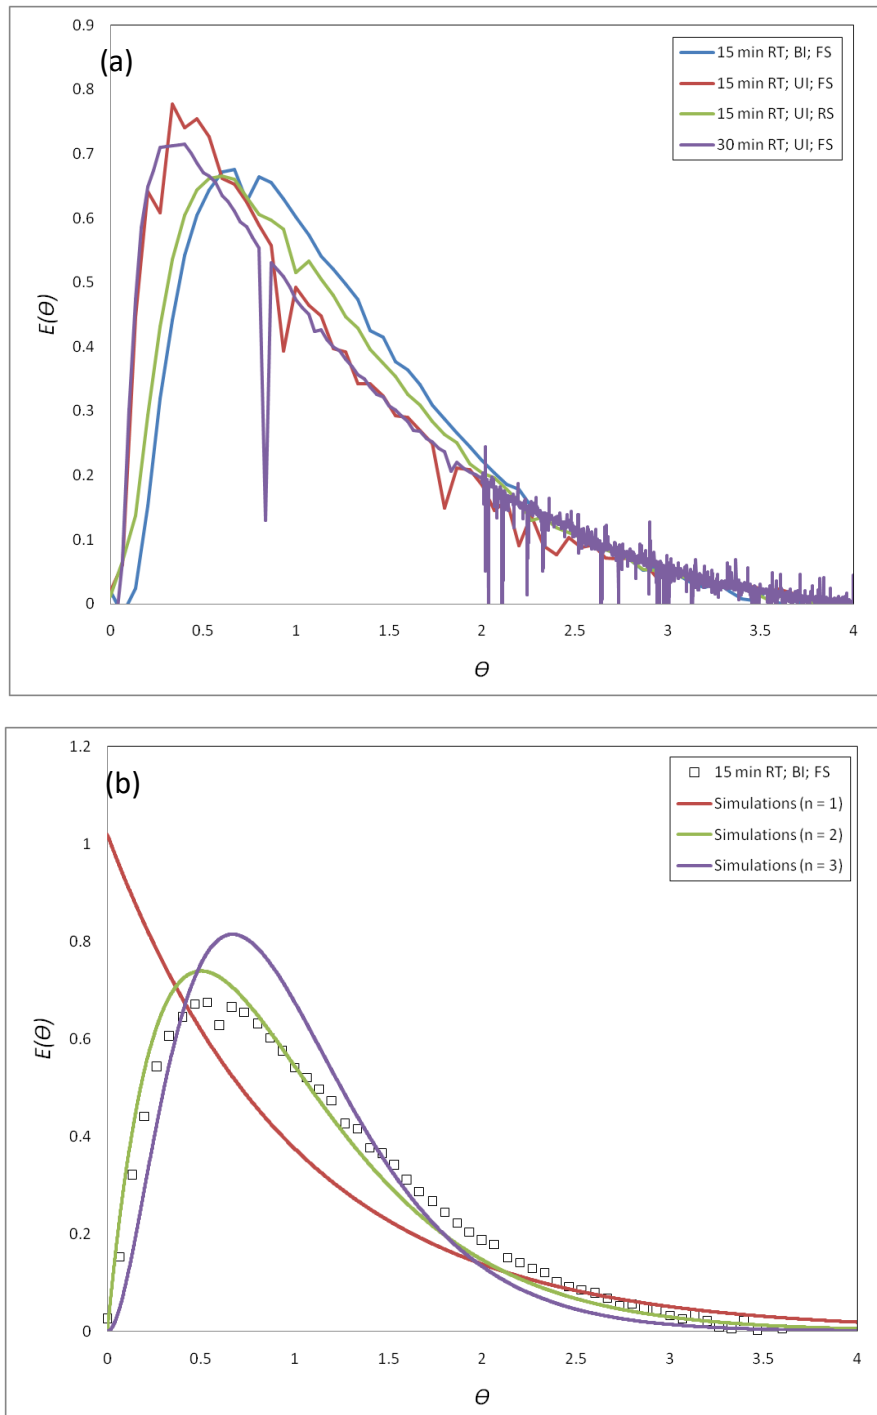 (a)
0.9
0.8
0.7
0.6
0.5
0.4
0.3
0.2
0.1
0
E(Θ)
15 min RT; BI; FS
15 min RT; UI; FS
15 min RT; UI; RS
30 min RT; UI; FS
0 0.5 1 1.5 2 2.5 3 3.5 4
Θ
(b)
1.2
1
0.8
0.6
0.4
0.2
0
E(Θ)
15 min RT; BI; FS
Simulations (n = 1)
Simulations (n = 2)
Simulations (n = 3)
0 0.5 1 1.5 2 2.5 3 3.5 4
Θ